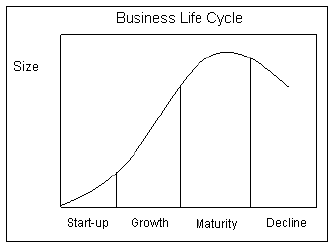 Business Life Cycle
Size
Start-up Growth Maturity Decline